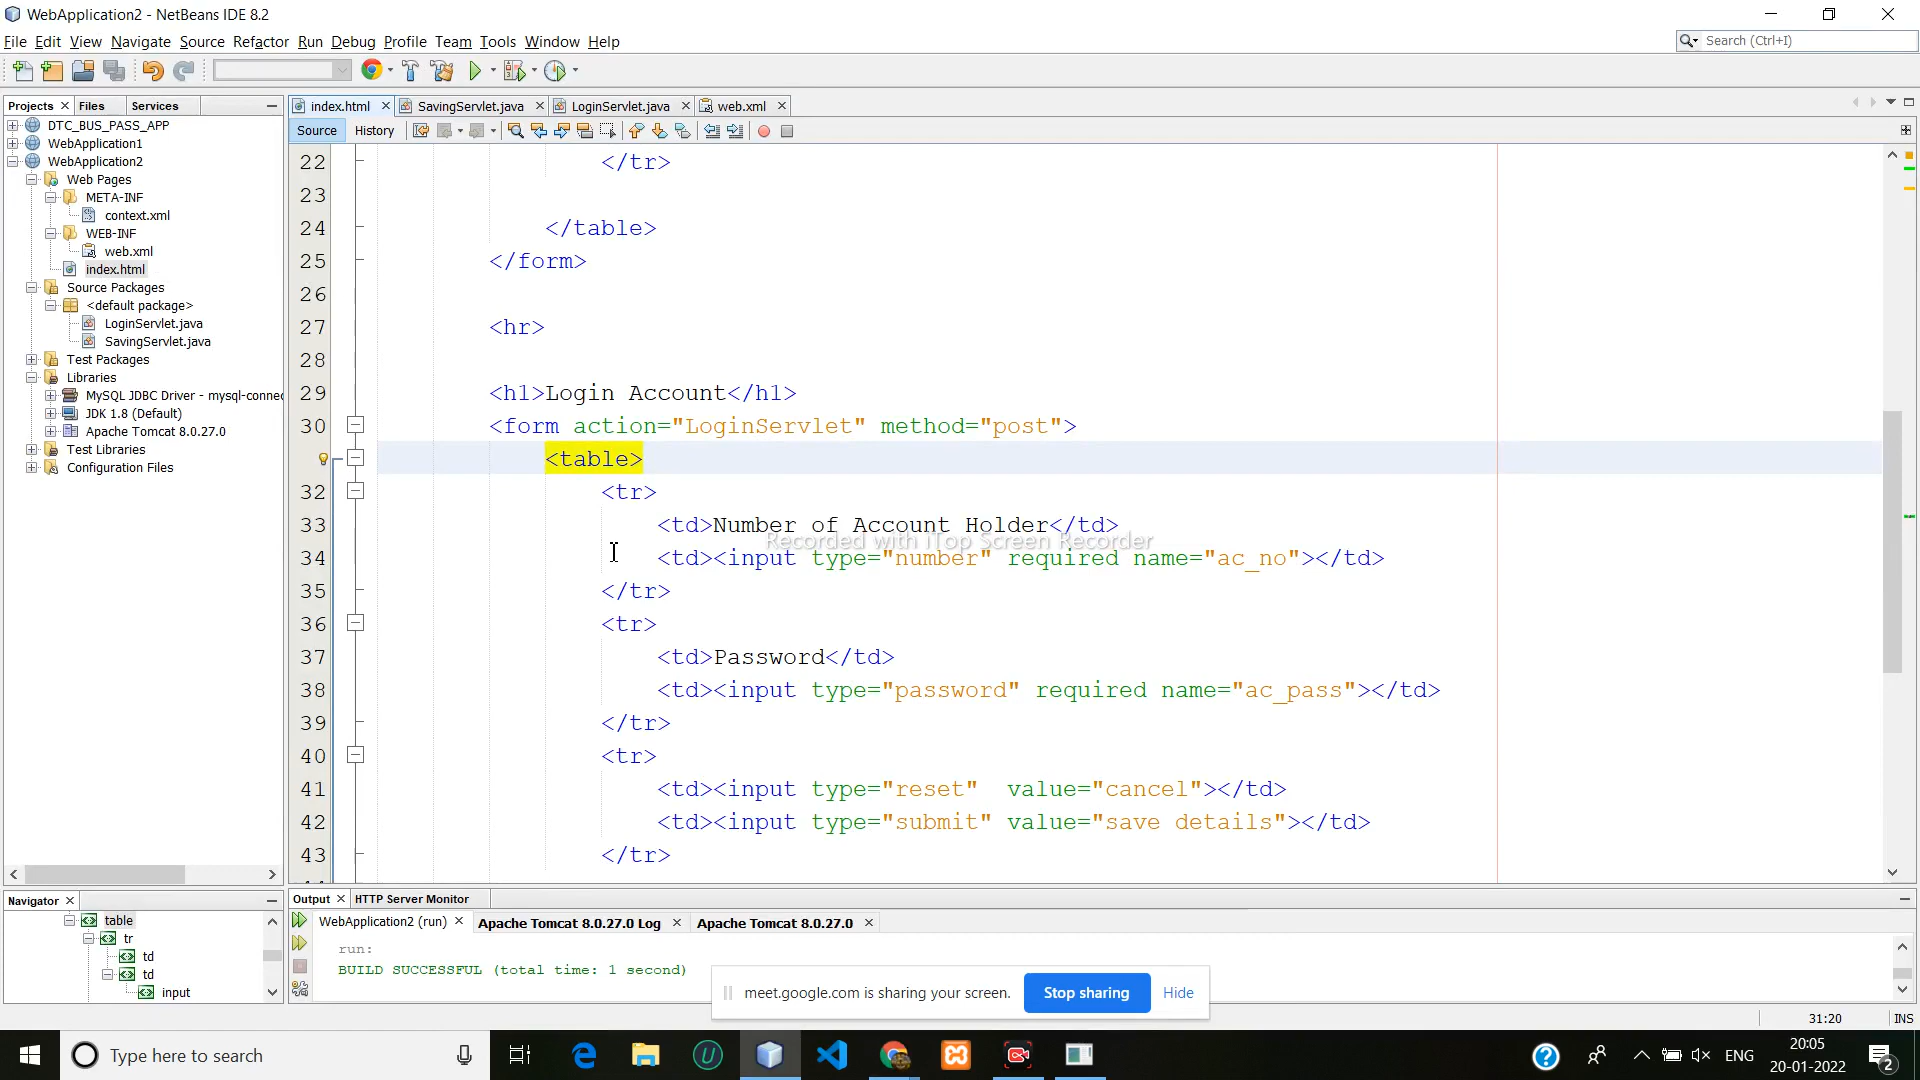 WebApplication2 - NetBeans IDE 8.2
File Edit View Navigate Source Refactor Run Debug Profile Team Tools Window Help
Search (Ctrl+I)
Projects Files Services
index.html SavingServlet.java LoginServlet.java web.xml
Source History
DTC_BUS_PASS_APP
WebApplication1
WebApplication2
Web Pages
META-INF
context.xml
WEB-INF
web.xml
index.html
Source Packages
<default package>
LoginServlet.java
SavingServlet.java
Test Packages
Libraries
MySQL JDBC Driver - mysql-connec
JDK 1.8 (Default)
Apache Tomcat 8.0.27.0
Test Libraries
Configuration Files
22 </tr>
23
24 </table>
25 </form>
26
27 <hr>
28
29 <h1>Login Account</h1>
30 <form action="LoginServlet" method="post">
<table>
32 <tr>
33 <td>Number of Account Holder</td>
Recorded with iTop Screen Recorder
34 <td><input type="number" required name="ac_no"></td>
35 </tr>
36 <tr>
37 <td>Password</td>
38 <td><input type="password" required name="ac_pass"></td>
39 </tr>
40 <tr>
41 <td><input type="reset"  value="cancel"></td>
42 <td><input type="submit" value="save details"></td>
43 </tr>
Navigator
table
tr
td
td
input
Output HTTP Server Monitor
WebApplication2 (run) Apache Tomcat 8.0.27.0 Log Apache Tomcat 8.0.27.0
run:
BUILD SUCCESSFUL (total time: 1 second)
meet.google.com is sharing your screen. Stop sharing Hide
31:20 INS
Type here to search
ENG
20:05
20-01-2022
2